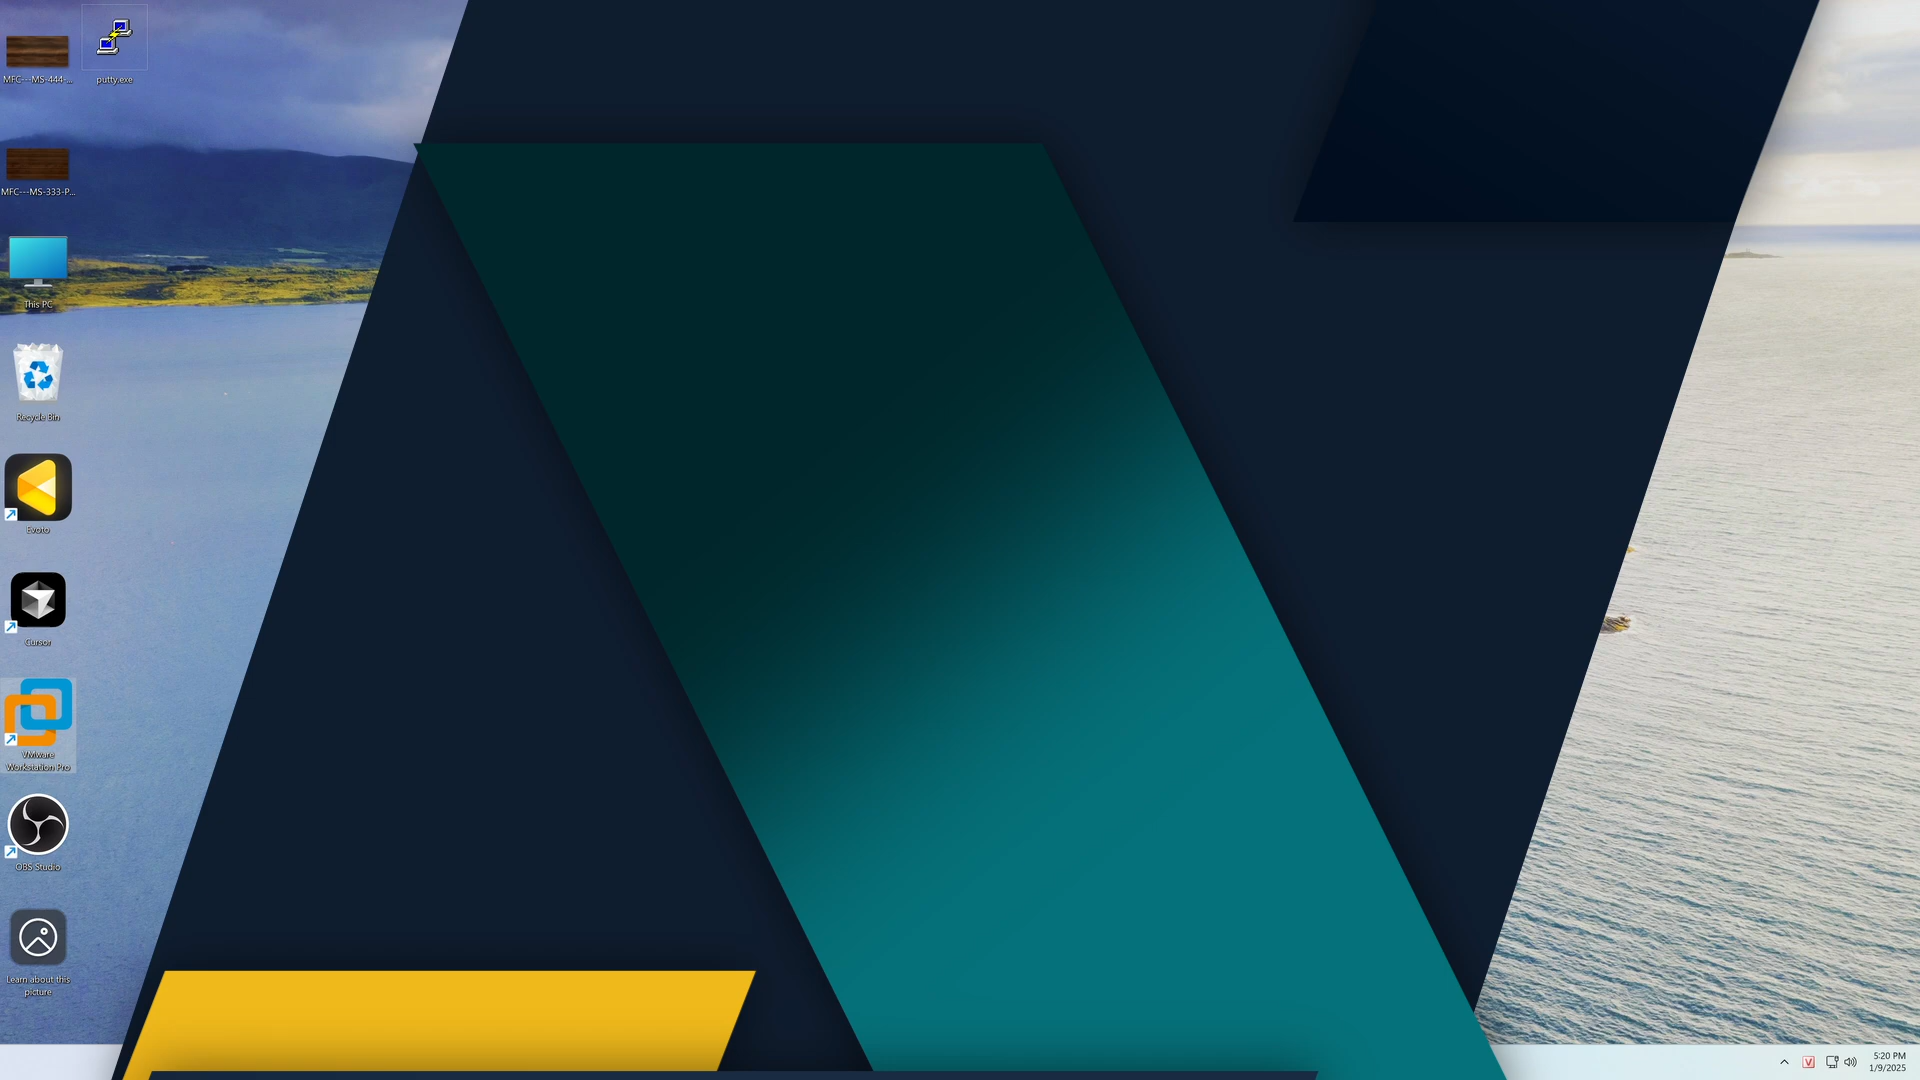 MFC---MS-444-...
putty.exe
MFC---MS-333-P...
This PC
Recycle Bin
Evoto
Cursor
VMware
Workstation Pro
OBS Studio
Learn about this
picture
V
5:20 PM
1/9/2025